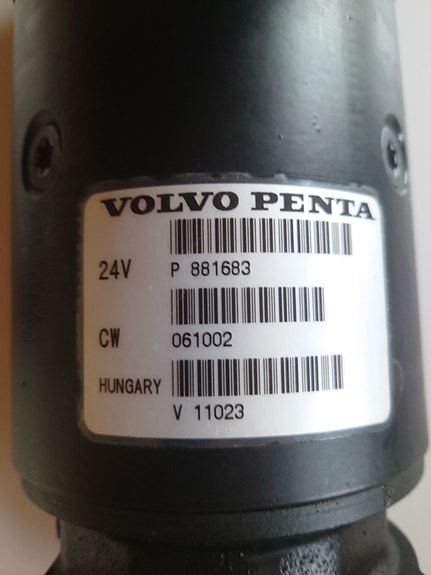 VOLVO PENTA
24V P 881683
CW 061002
HUNGARY
V 11023